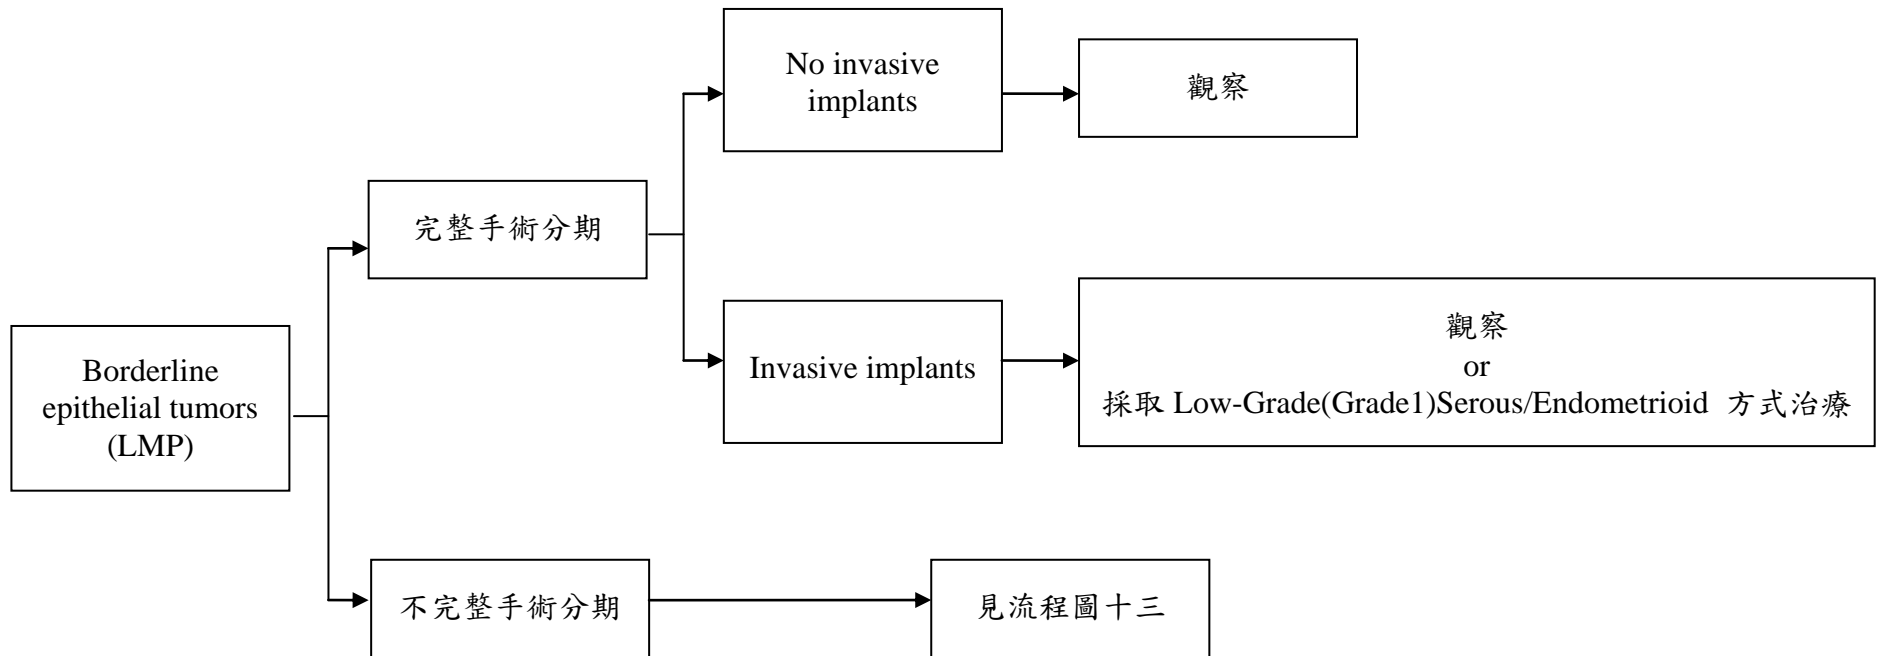 No invasive
implants
觀察
完整手術分期
Invasive implants
觀察
or
採取 Low-Grade(Grade1)Serous/Endometrioid 方式治療
Borderline
epithelial tumors
(LMP)
不完整手術分期
見流程圖十三